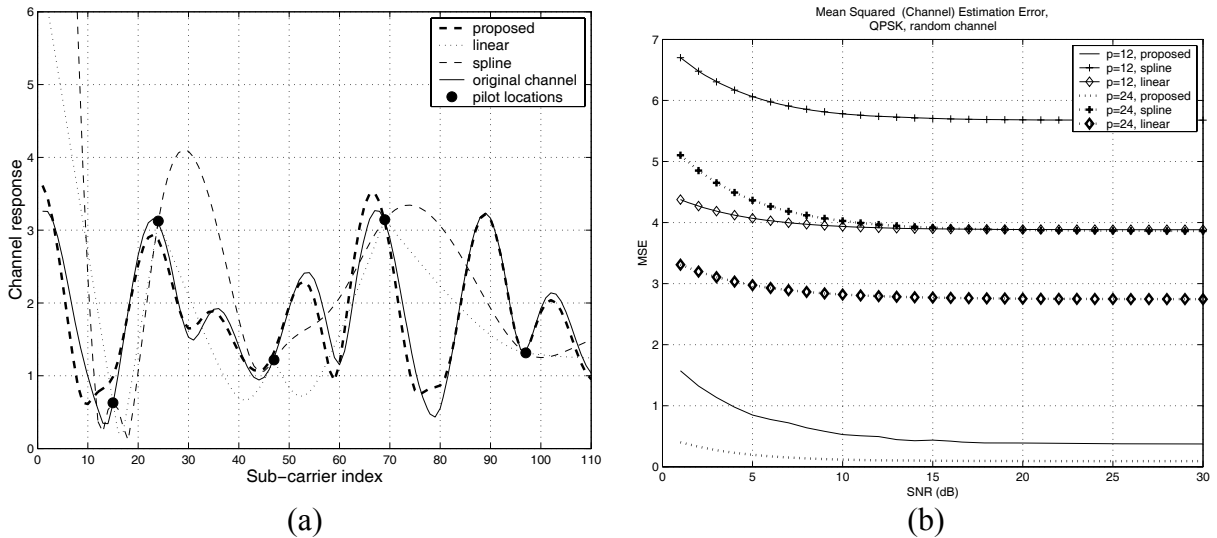 6
5
4
3
2
1
0
Channel response
0 10 20 30 40 50 60 70 80 90 100 110
Sub−carrier index
proposed
linear
spline
original channel
pilot locations
(a)
Mean Squared (Channel) Estimation Error,
QPSK, random channel
7
6
5
4
3
2
1
0
MSE
0 5 10 15 20 25 30
SNR (dB)
p=12, proposed
p=12, spline
p=12, linear
p=24, proposed
p=24, spline
p=24, linear
(b)